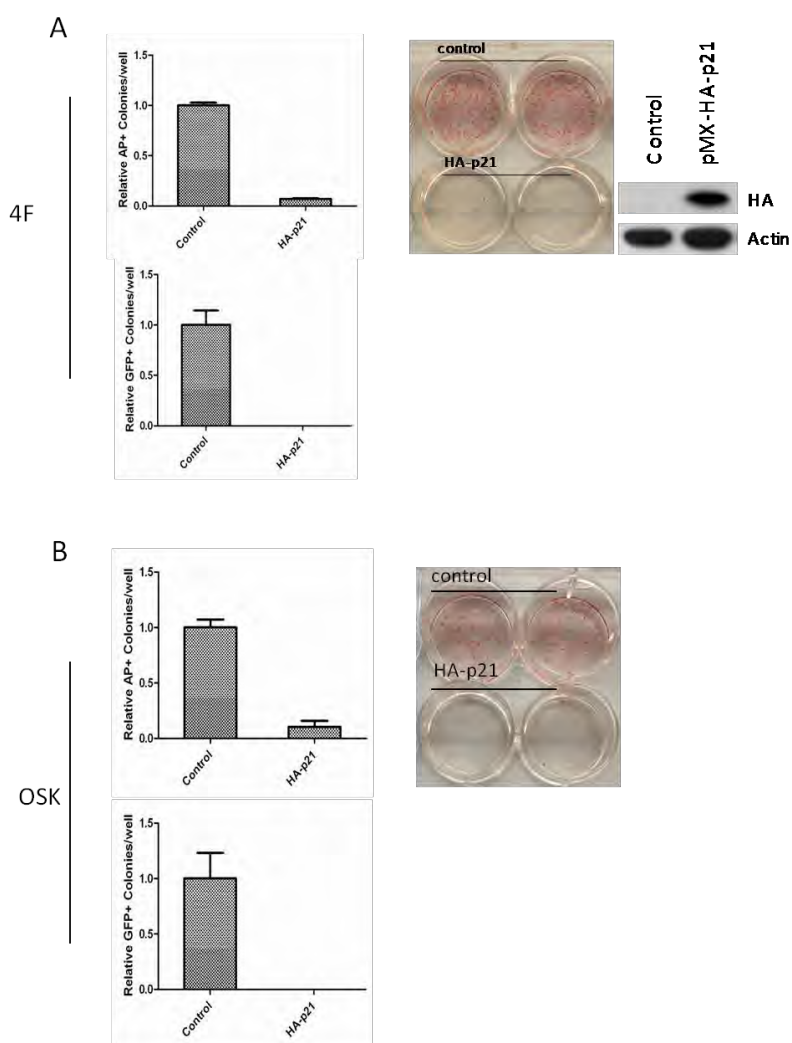 A
4F
Relative AP+ Colonies/well
1.5
1.0
0.5
0.0
Control
HA-p21
control
HA-p21
Control
pMX-HA-p21
HA
Actin
Relative GFP+ Colonies/well
1.5
1.0
0.5
0.0
Control
HA-p21
B
OSK
Relative AP+ Colonies/well
1.5
1.0
0.5
0.0
Control
HA-p21
control
HA-p21
Relative GFP+ Colonies/well
1.5
1.0
0.5
0.0
Control
HA-p21